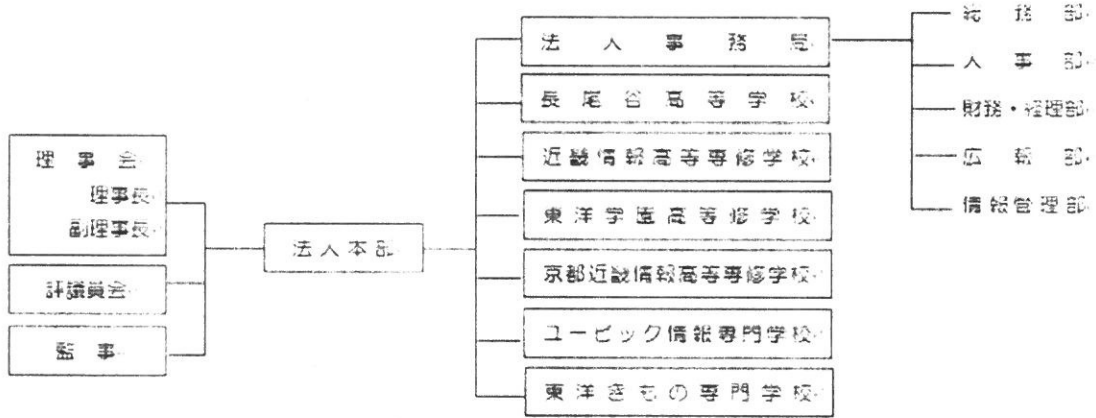 理事会
理事長
副理事長
評議員会
監事
法人本部
法人事務局
長尾谷高等学校
近畿情報高等専修学校
東洋学園高等修学校
京都近畿情報高等専修学校
ユービック情報専門学校
東洋きもの専門学校
総務部
人事部
財務・経理部
広報部
情報管理部